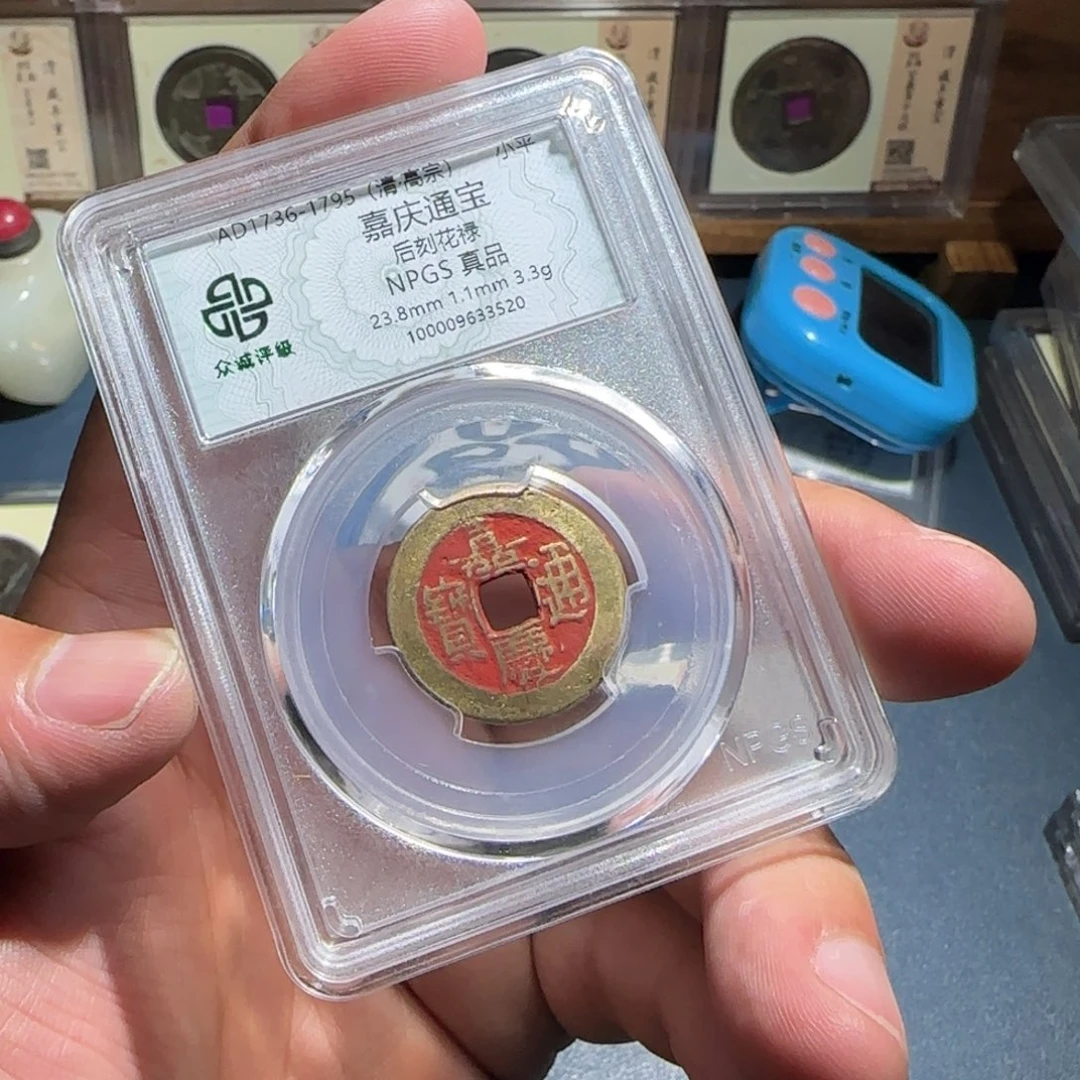 AD1736-1795（清·高宗） 小平
嘉庆通宝
后刻花禄
NPGS 真品
23.8mm 1.1mm 3.3g
100009633520
众诚评级
嘉慶通寶
NPGS